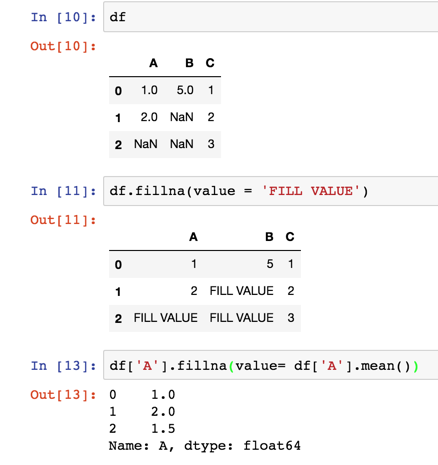 In [10]: df
Out[10]:
A B C
0 1.0 5.0 1
1 2.0 NaN 2
2 NaN NaN 3
In [11]: df.fillna(value = 'FILL VALUE')
Out[11]:
A B C
0 1 5 1
1 2 FILL VALUE 2
2 FILL VALUE FILL VALUE 3
In [13]: df['A'].fillna(value= df['A'].mean())
Out[13]: 0 1.0
1 2.0
2 1.5
Name: A, dtype: float64